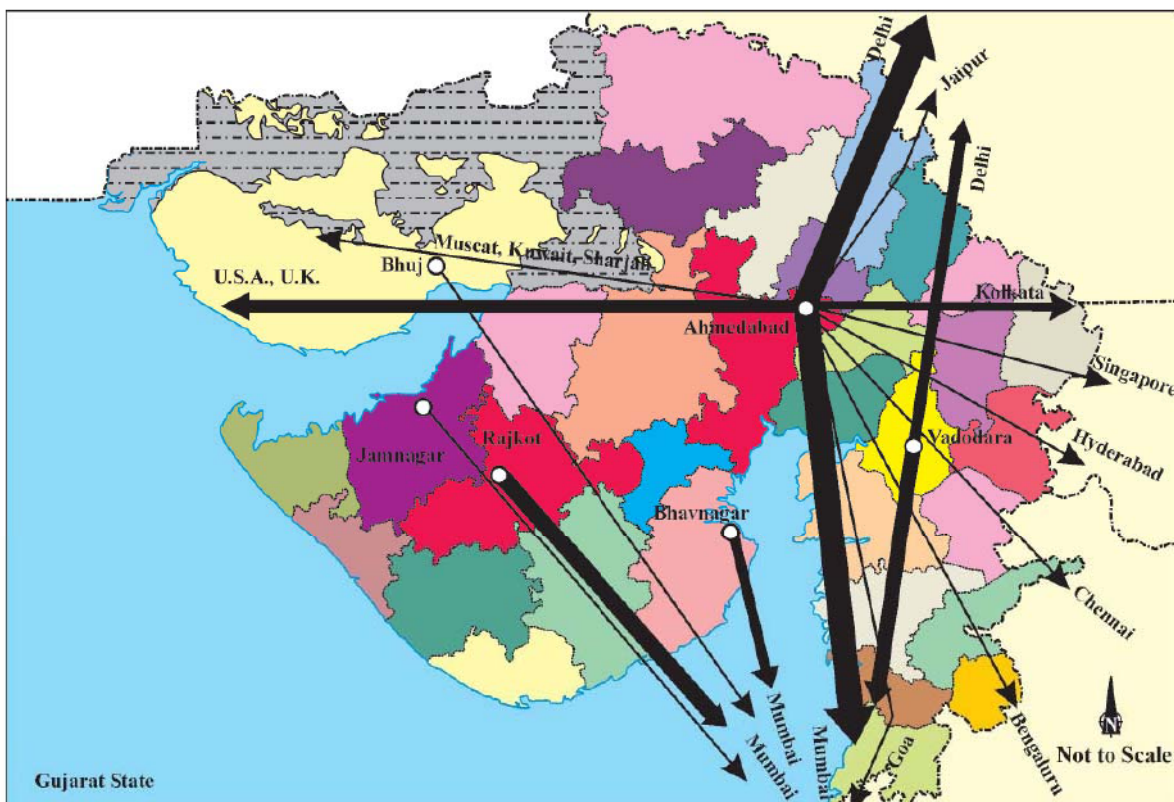 Delhi
Jaipur
Delhi
Muscat, Kuwait, Sharjah
Bhuj
U.S.A., U.K.
Kolkata
Ahmedabad
Singapore
Rajkot
Vadodara
Hyderabad
Jamnagar
Bhavnagar
Chennai
Mumbai
Mumbai
Mumbai
Goa
Bengaluru
N
Not to Scale
Gujarat State